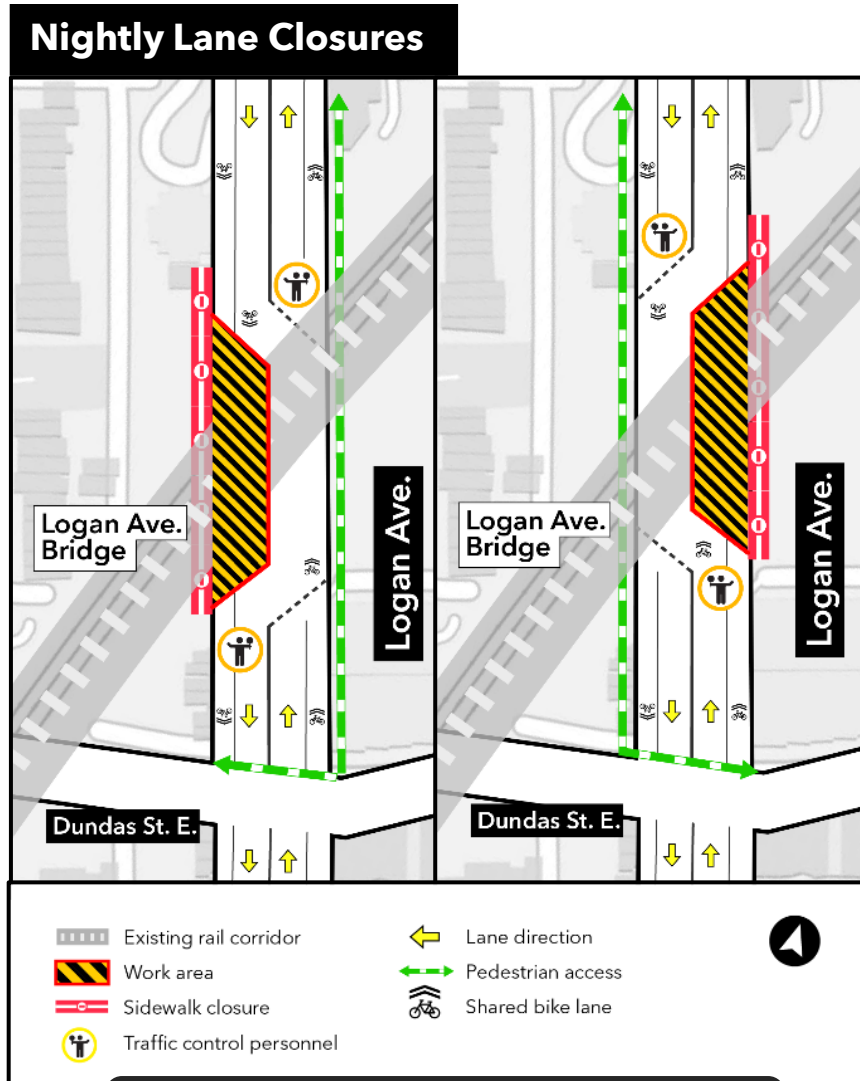 Nightly Lane Closures
Logan Ave.
Bridge
Logan Ave.
Dundas St. E.
Logan Ave.
Bridge
Logan Ave.
Dundas St. E.
Existing rail corridor
Work area
Sidewalk closure
Traffic control personnel
Lane direction
Pedestrian access
Shared bike lane